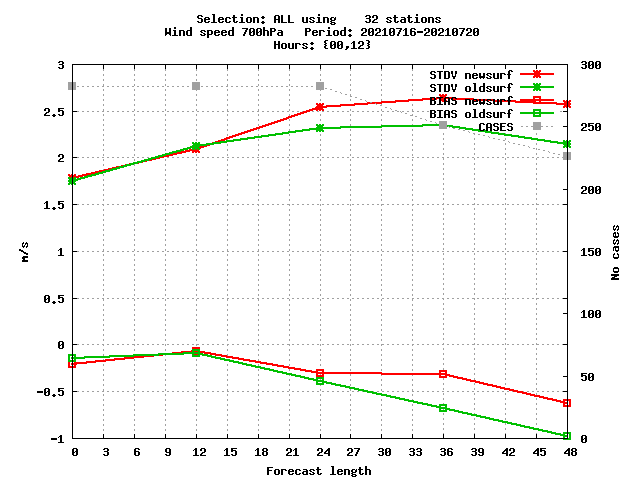 Selection: ALL using    32 stations
Wind speed 700hPa   Period: 20210716-20210720
Hours: {00,12}
STDV newsurf
STDV oldsurf
BIAS newsurf
BIAS oldsurf
CASES
3
2.5
2
1.5
1
0.5
0
-0.5
-1
m/s
300
250
200
150
100
50
0
No cases
0 3 6 9 12 15 18 21 24 27 30 33 36 39 42 45 48
Forecast length